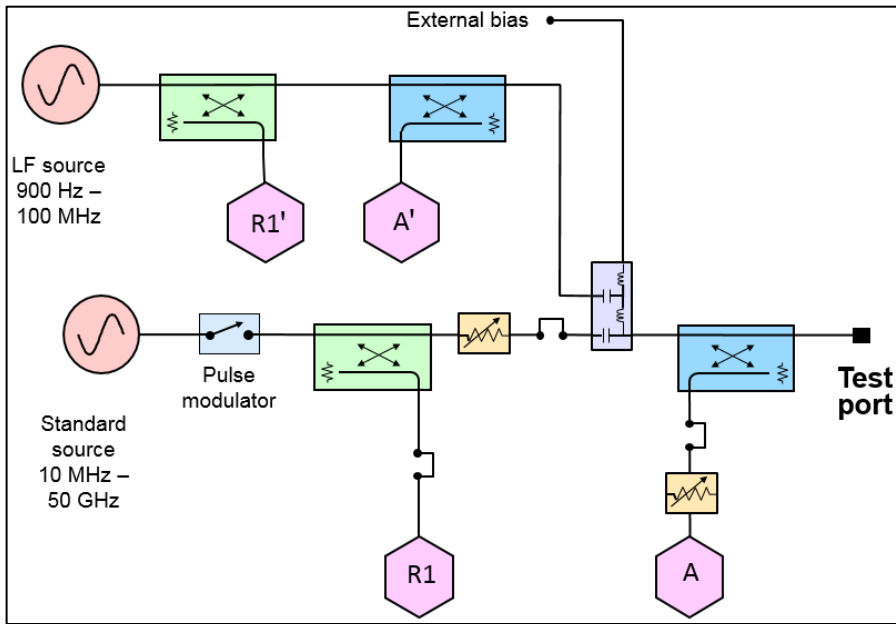 External bias
LF source
900 Hz –
100 MHz
R1'
A'
Pulse
modulator
Standard
source
10 MHz –
50 GHz
Test
port
R1
A